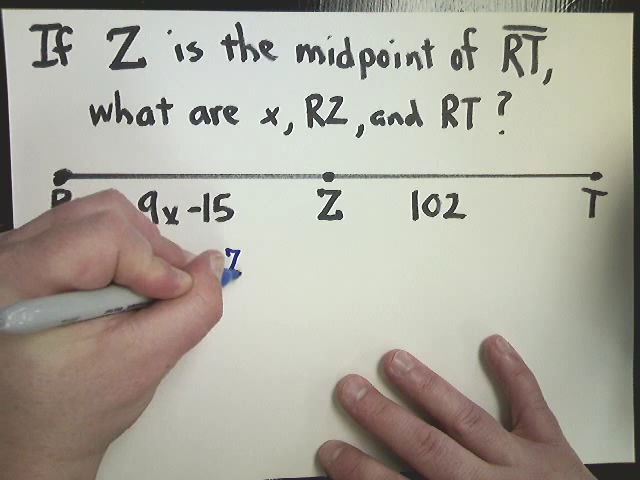 If Z is the midpoint of RT,
what are x, RZ, and RT ?
9x-15 Z 102 T
Z